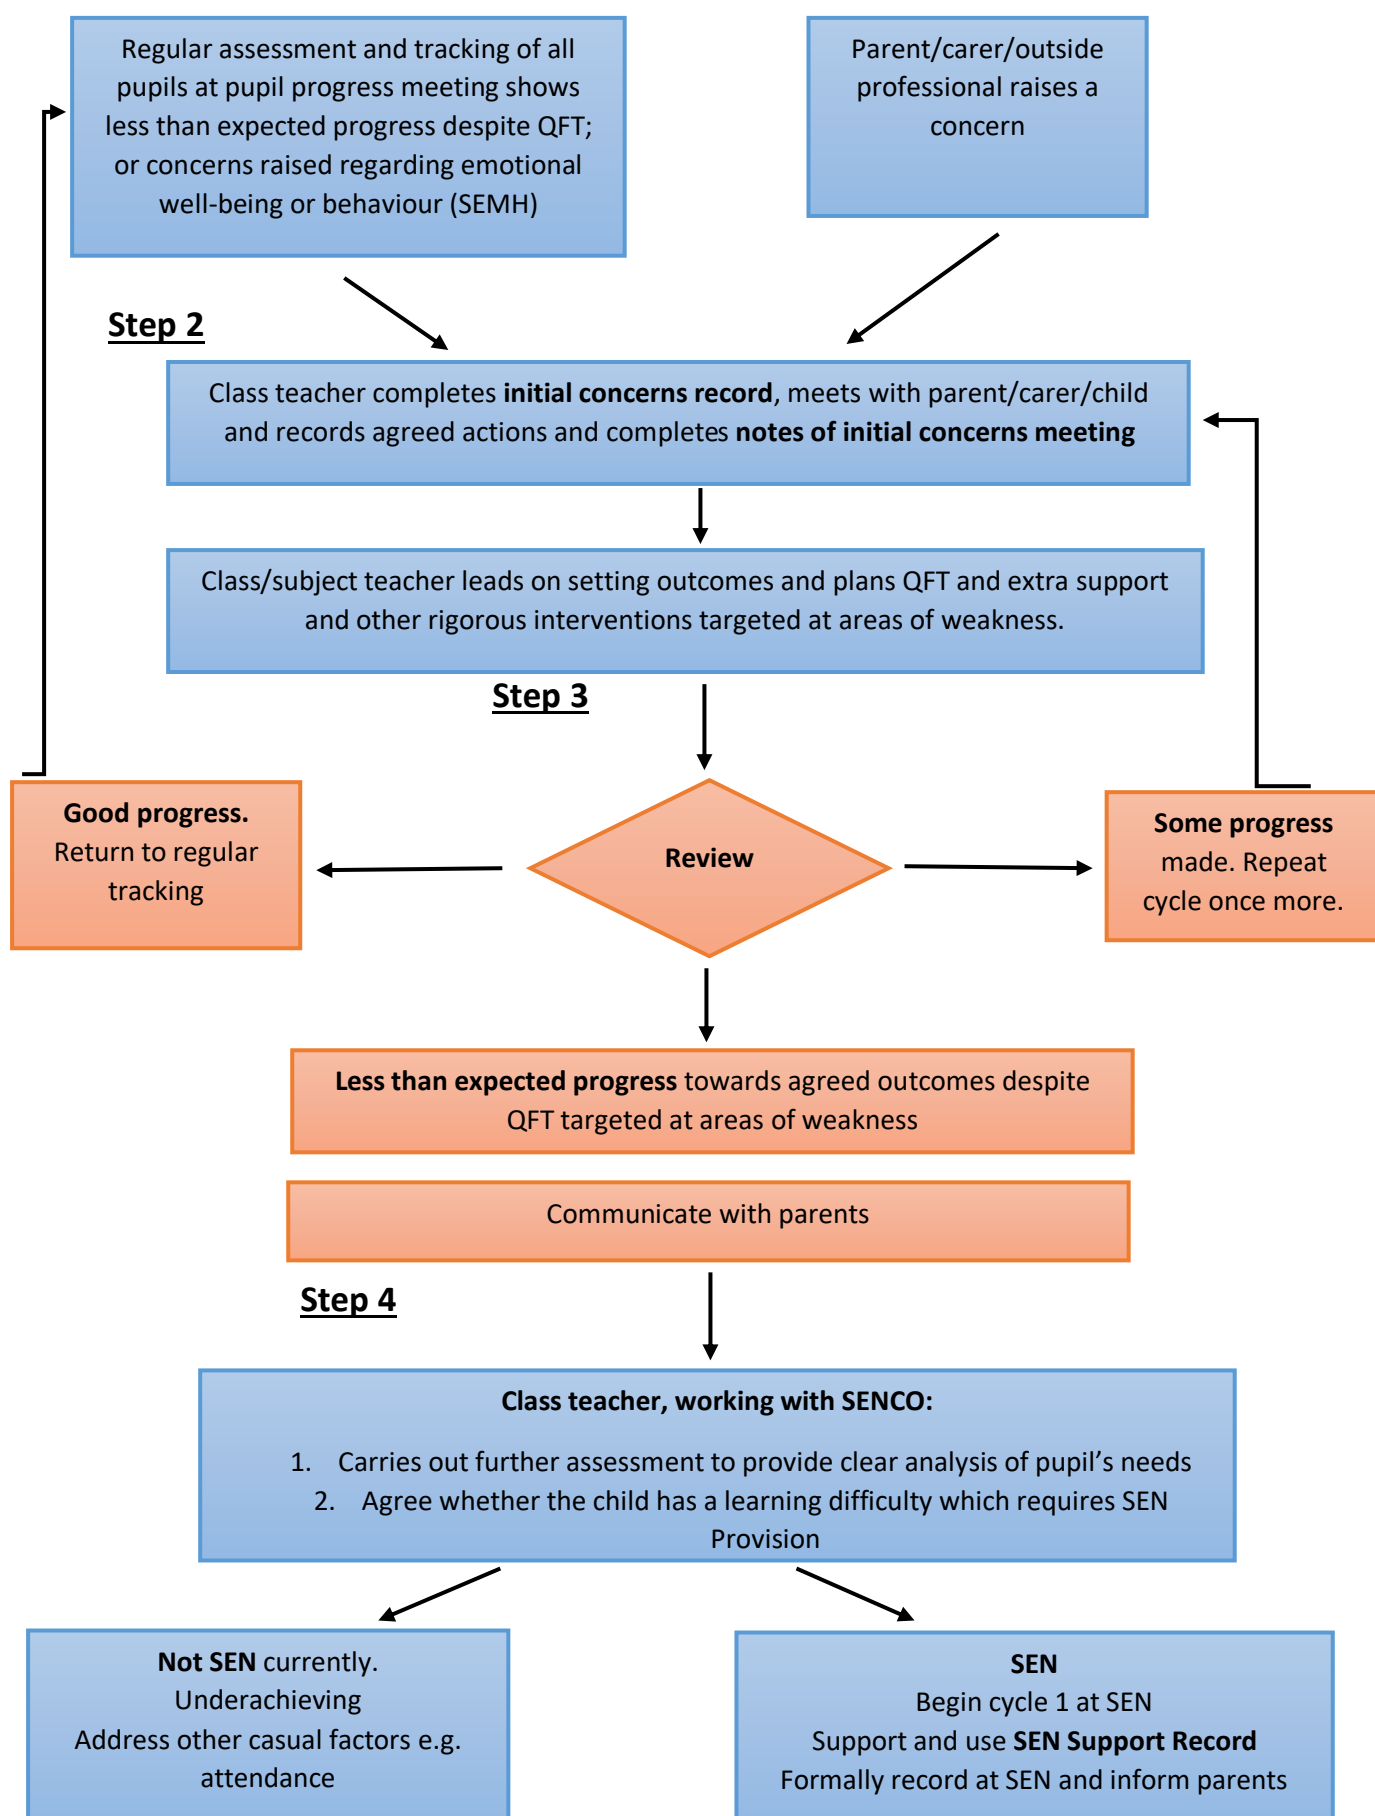 Regular assessment and tracking of all
pupils at pupil progress meeting shows
less than expected progress despite QFT;
or concerns raised regarding emotional
well-being or behaviour (SEMH)
Parent/carer/outside
professional raises a
concern
Step 2
Class teacher completes initial concerns record, meets with parent/carer/child
and records agreed actions and completes notes of initial concerns meeting
Class/subject teacher leads on setting outcomes and plans QFT and extra support
and other rigorous interventions targeted at areas of weakness.
Step 3
Good progress.
Return to regular
tracking
Review
Some progress
made. Repeat
cycle once more.
Less than expected progress towards agreed outcomes despite
QFT targeted at areas of weakness
Communicate with parents
Step 4
Class teacher, working with SENCO:
1. Carries out further assessment to provide clear analysis of pupil’s needs
2. Agree whether the child has a learning difficulty which requires SEN
Provision
Not SEN currently.
Underachieving
Address other casual factors e.g.
attendance
SEN
Begin cycle 1 at SEN
Support and use SEN Support Record
Formally record at SEN and inform parents